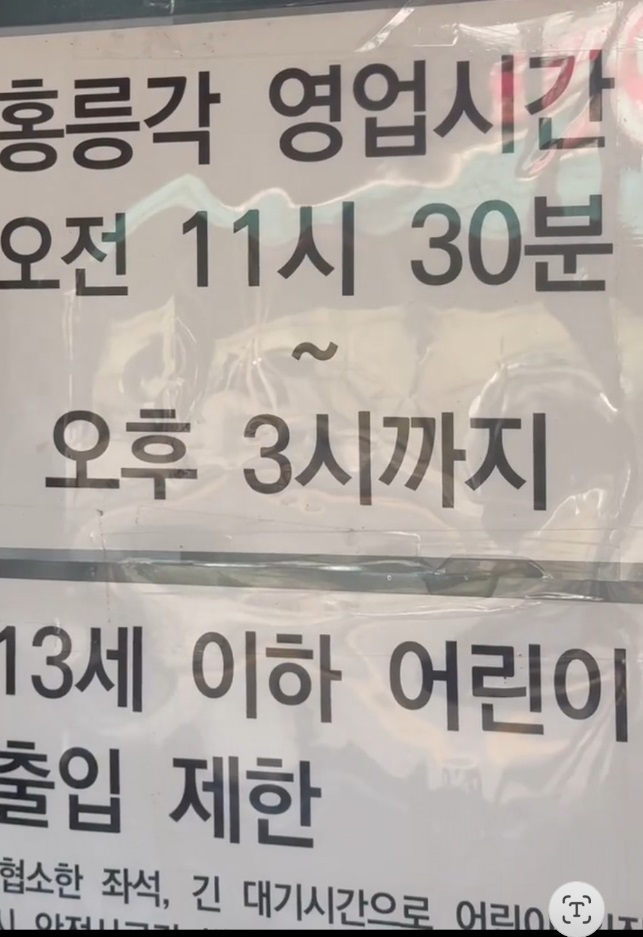 홍릉각 영업시간
오전 11시 30분
~
오후 3시까지
13세 이하 어린이
출입 제한
협소한 좌석, 긴 대기시간으로